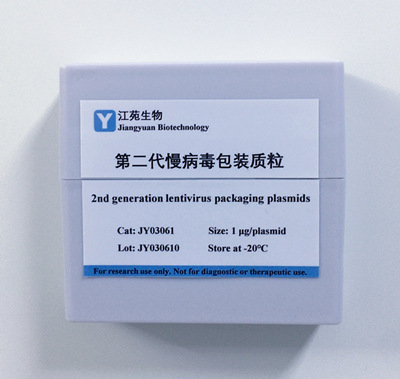 Y 江苑生物
Jiangyuan Biotechnology
第二代慢病毒包装质粒
2nd generation lentivirus packaging plasmids
Cat: JY03061 Size: 1 μg/plasmid
Lot: JY030610 Store at -20℃
For research use only. Not for diagnostic or therapeutic use.